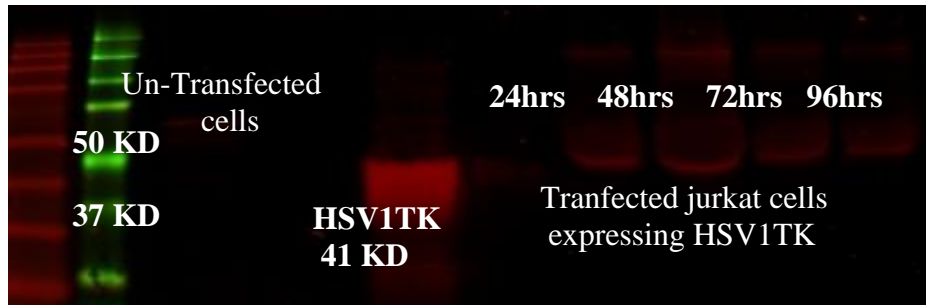 Un-Transfected
cells
50 KD
37 KD
HSV1TK
41 KD
24hrs 48hrs 72hrs 96hrs
Tranfected jurkat cells
expressing HSV1TK